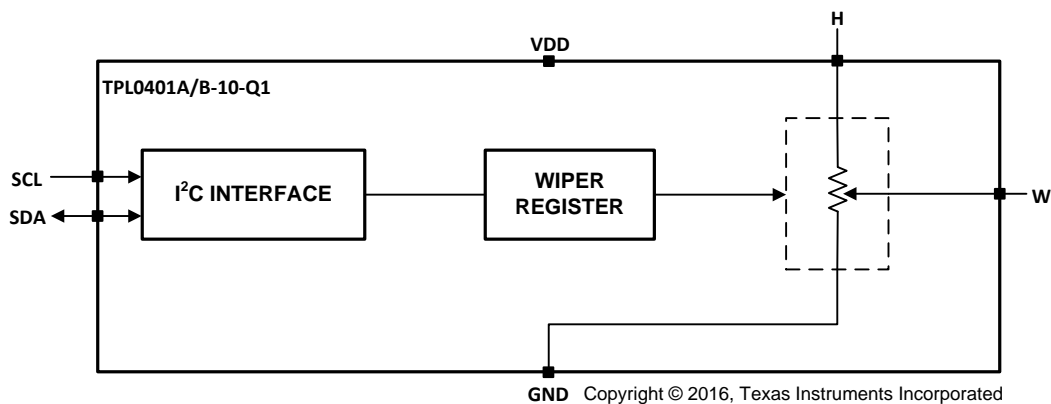 H
VDD
TPL0401A/B-10-Q1
SCL
SDA
I²C INTERFACE
WIPER
REGISTER
W
GND
Copyright © 2016, Texas Instruments Incorporated